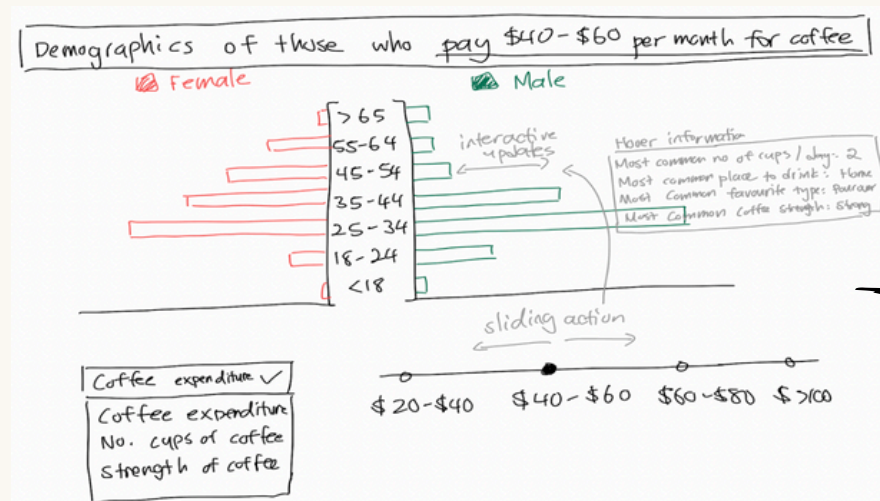 Demographics of those who pay $40-$60 per month for coffee
Female
Male
>65
55-64
45-54
35-44
25-34
18-24
<18
interactive
updates
Hover information
Most common no of cups / day: 2
Most common place to drink: Home
Most Common favourite type: Pourover
Most Common Coffee Strength: Strong
sliding action
Coffee expenditure ✓
Coffee expenditure
No. cups of coffee
Strength of coffee
$20-$40
$40-$60
$60-$80
$>100